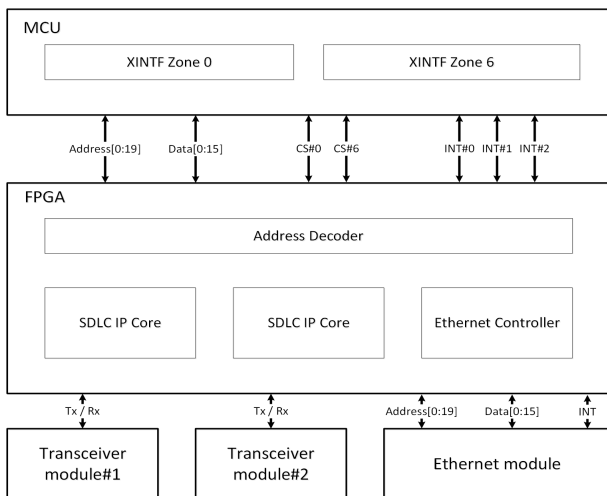 MCU
XINTF Zone 0
XINTF Zone 6
Address[0:19]
Data[0:15]
CS#0
CS#6
INT#0
INT#1
INT#2
FPGA
Address Decoder
SDLC IP Core
SDLC IP Core
Ethernet Controller
Tx / Rx
Tx / Rx
Address[0:19]
Data[0:15]
INT
Transceiver
module#1
Transceiver
module#2
Ethernet module